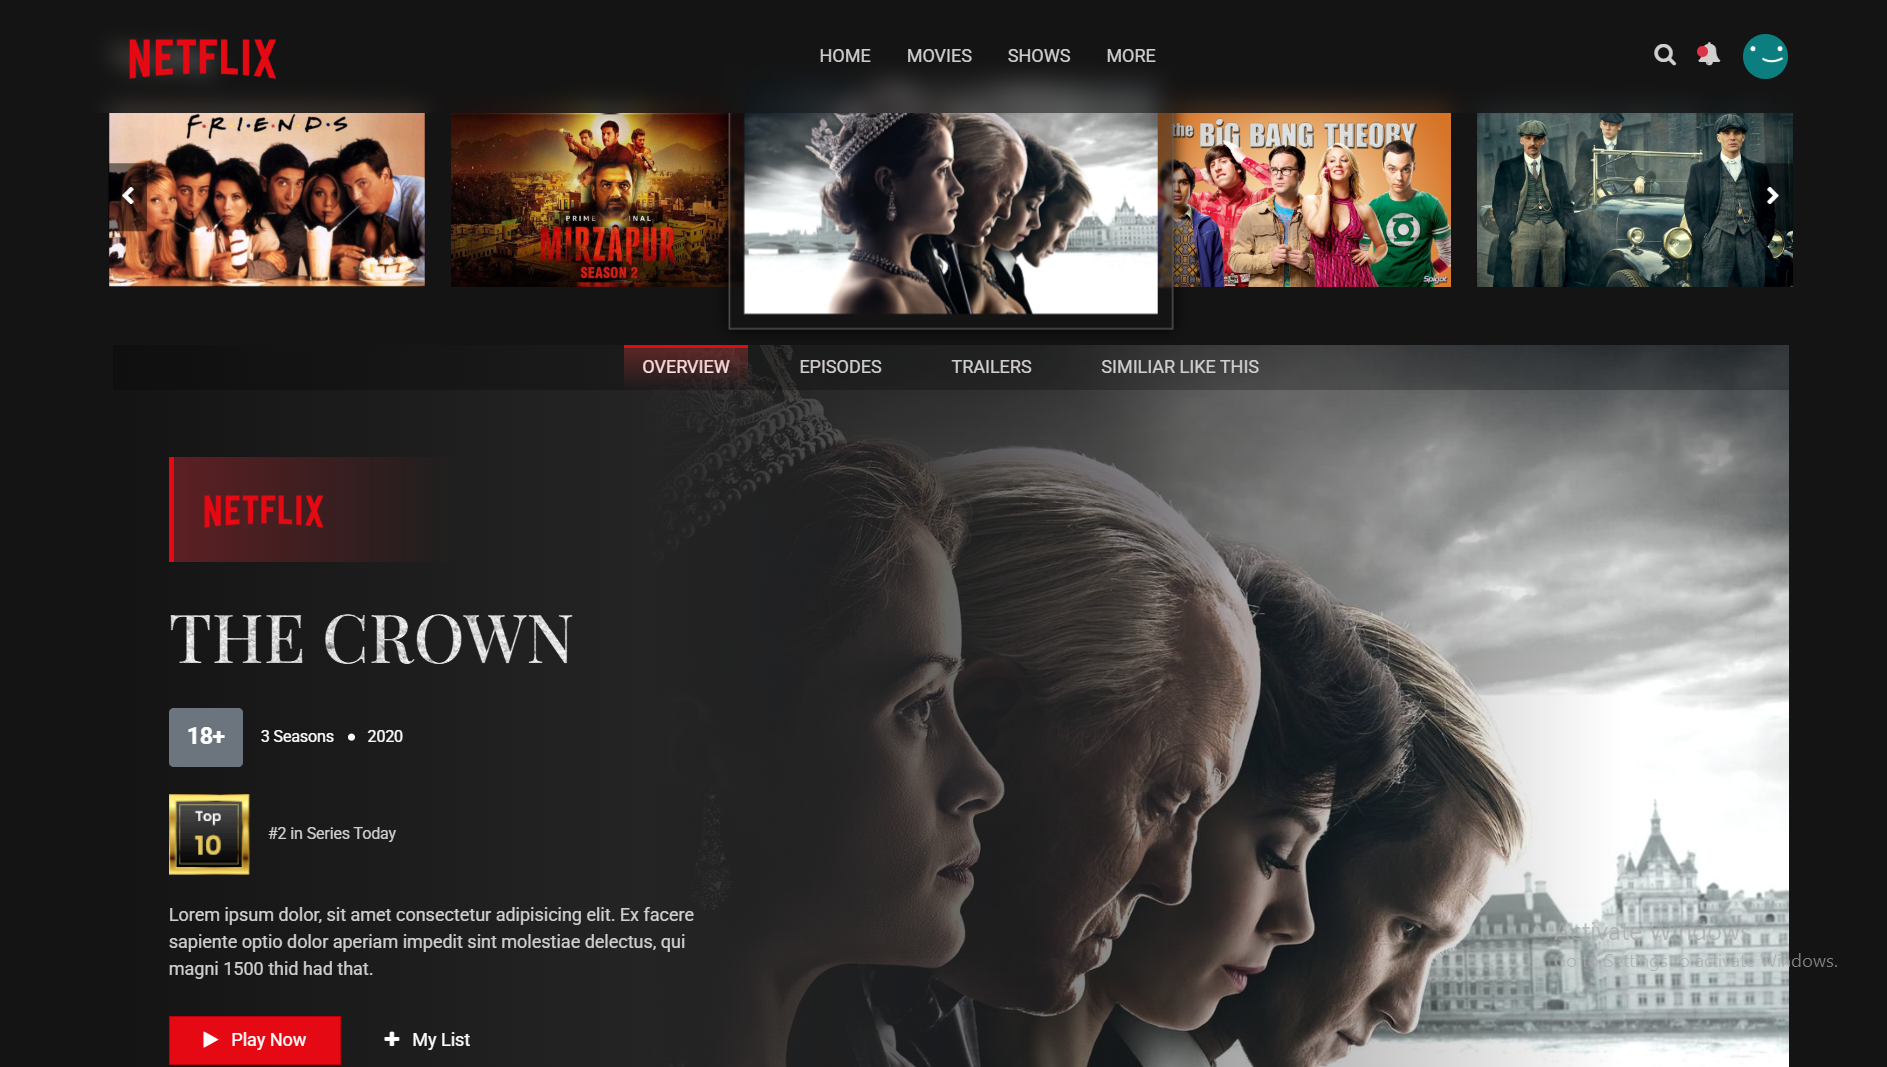 NETFLIX
HOME
MOVIES
SHOWS
MORE
F·R·I·E·N·D·S
PRIME
INAL
MIRZAPUR
SEASON 2
the BiG BANG THEORY
OVERVIEW
EPISODES
TRAILERS
SIMILIAR LIKE THIS
NETFLIX
THE CROWN
18+
3 Seasons • 2020
Top
10
#2 in Series Today
Lorem ipsum dolor, sit amet consectetur adipisicing elit. Ex facere
sapiente optio dolor aperiam impedit sint molestiae delectus, qui
magni 1500 thid had that.
Play Now
My List
Activate Windows
Go to Settings to activate Windows.